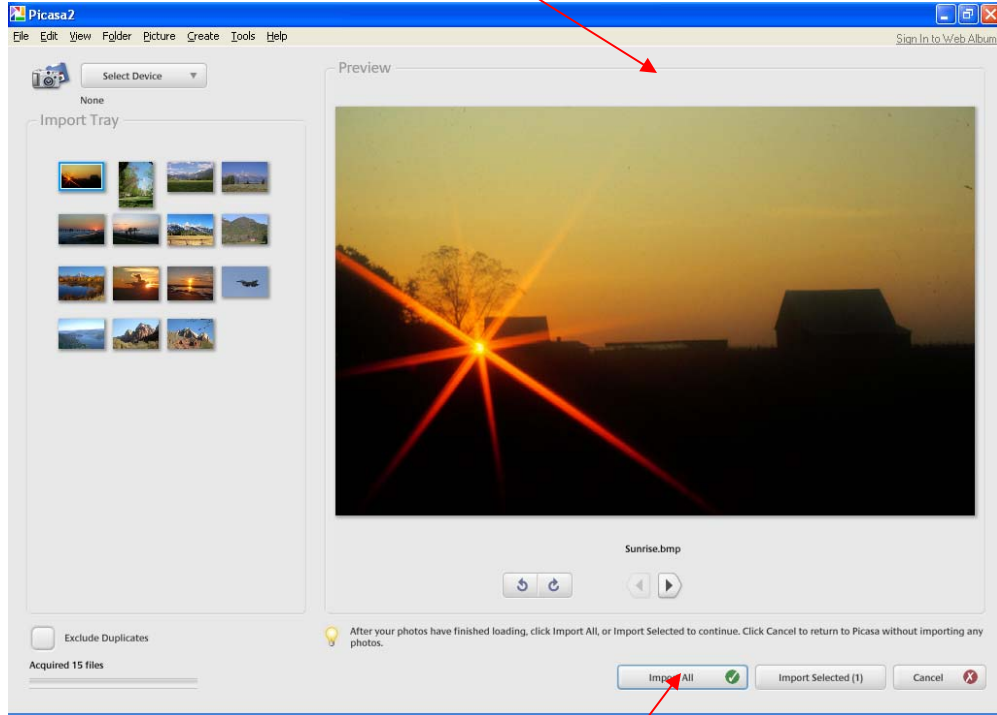 Picasa2
File Edit View Folder Picture Create Tools Help
Sign In to Web Album
Select Device
None
Import Tray
Preview
Sunrise.bmp
Exclude Duplicates
After your photos have finished loading, click Import All, or Import Selected to continue. Click Cancel to return to Picasa without importing any
photos.
Acquired 15 files
Import All
Import Selected (1)
Cancel